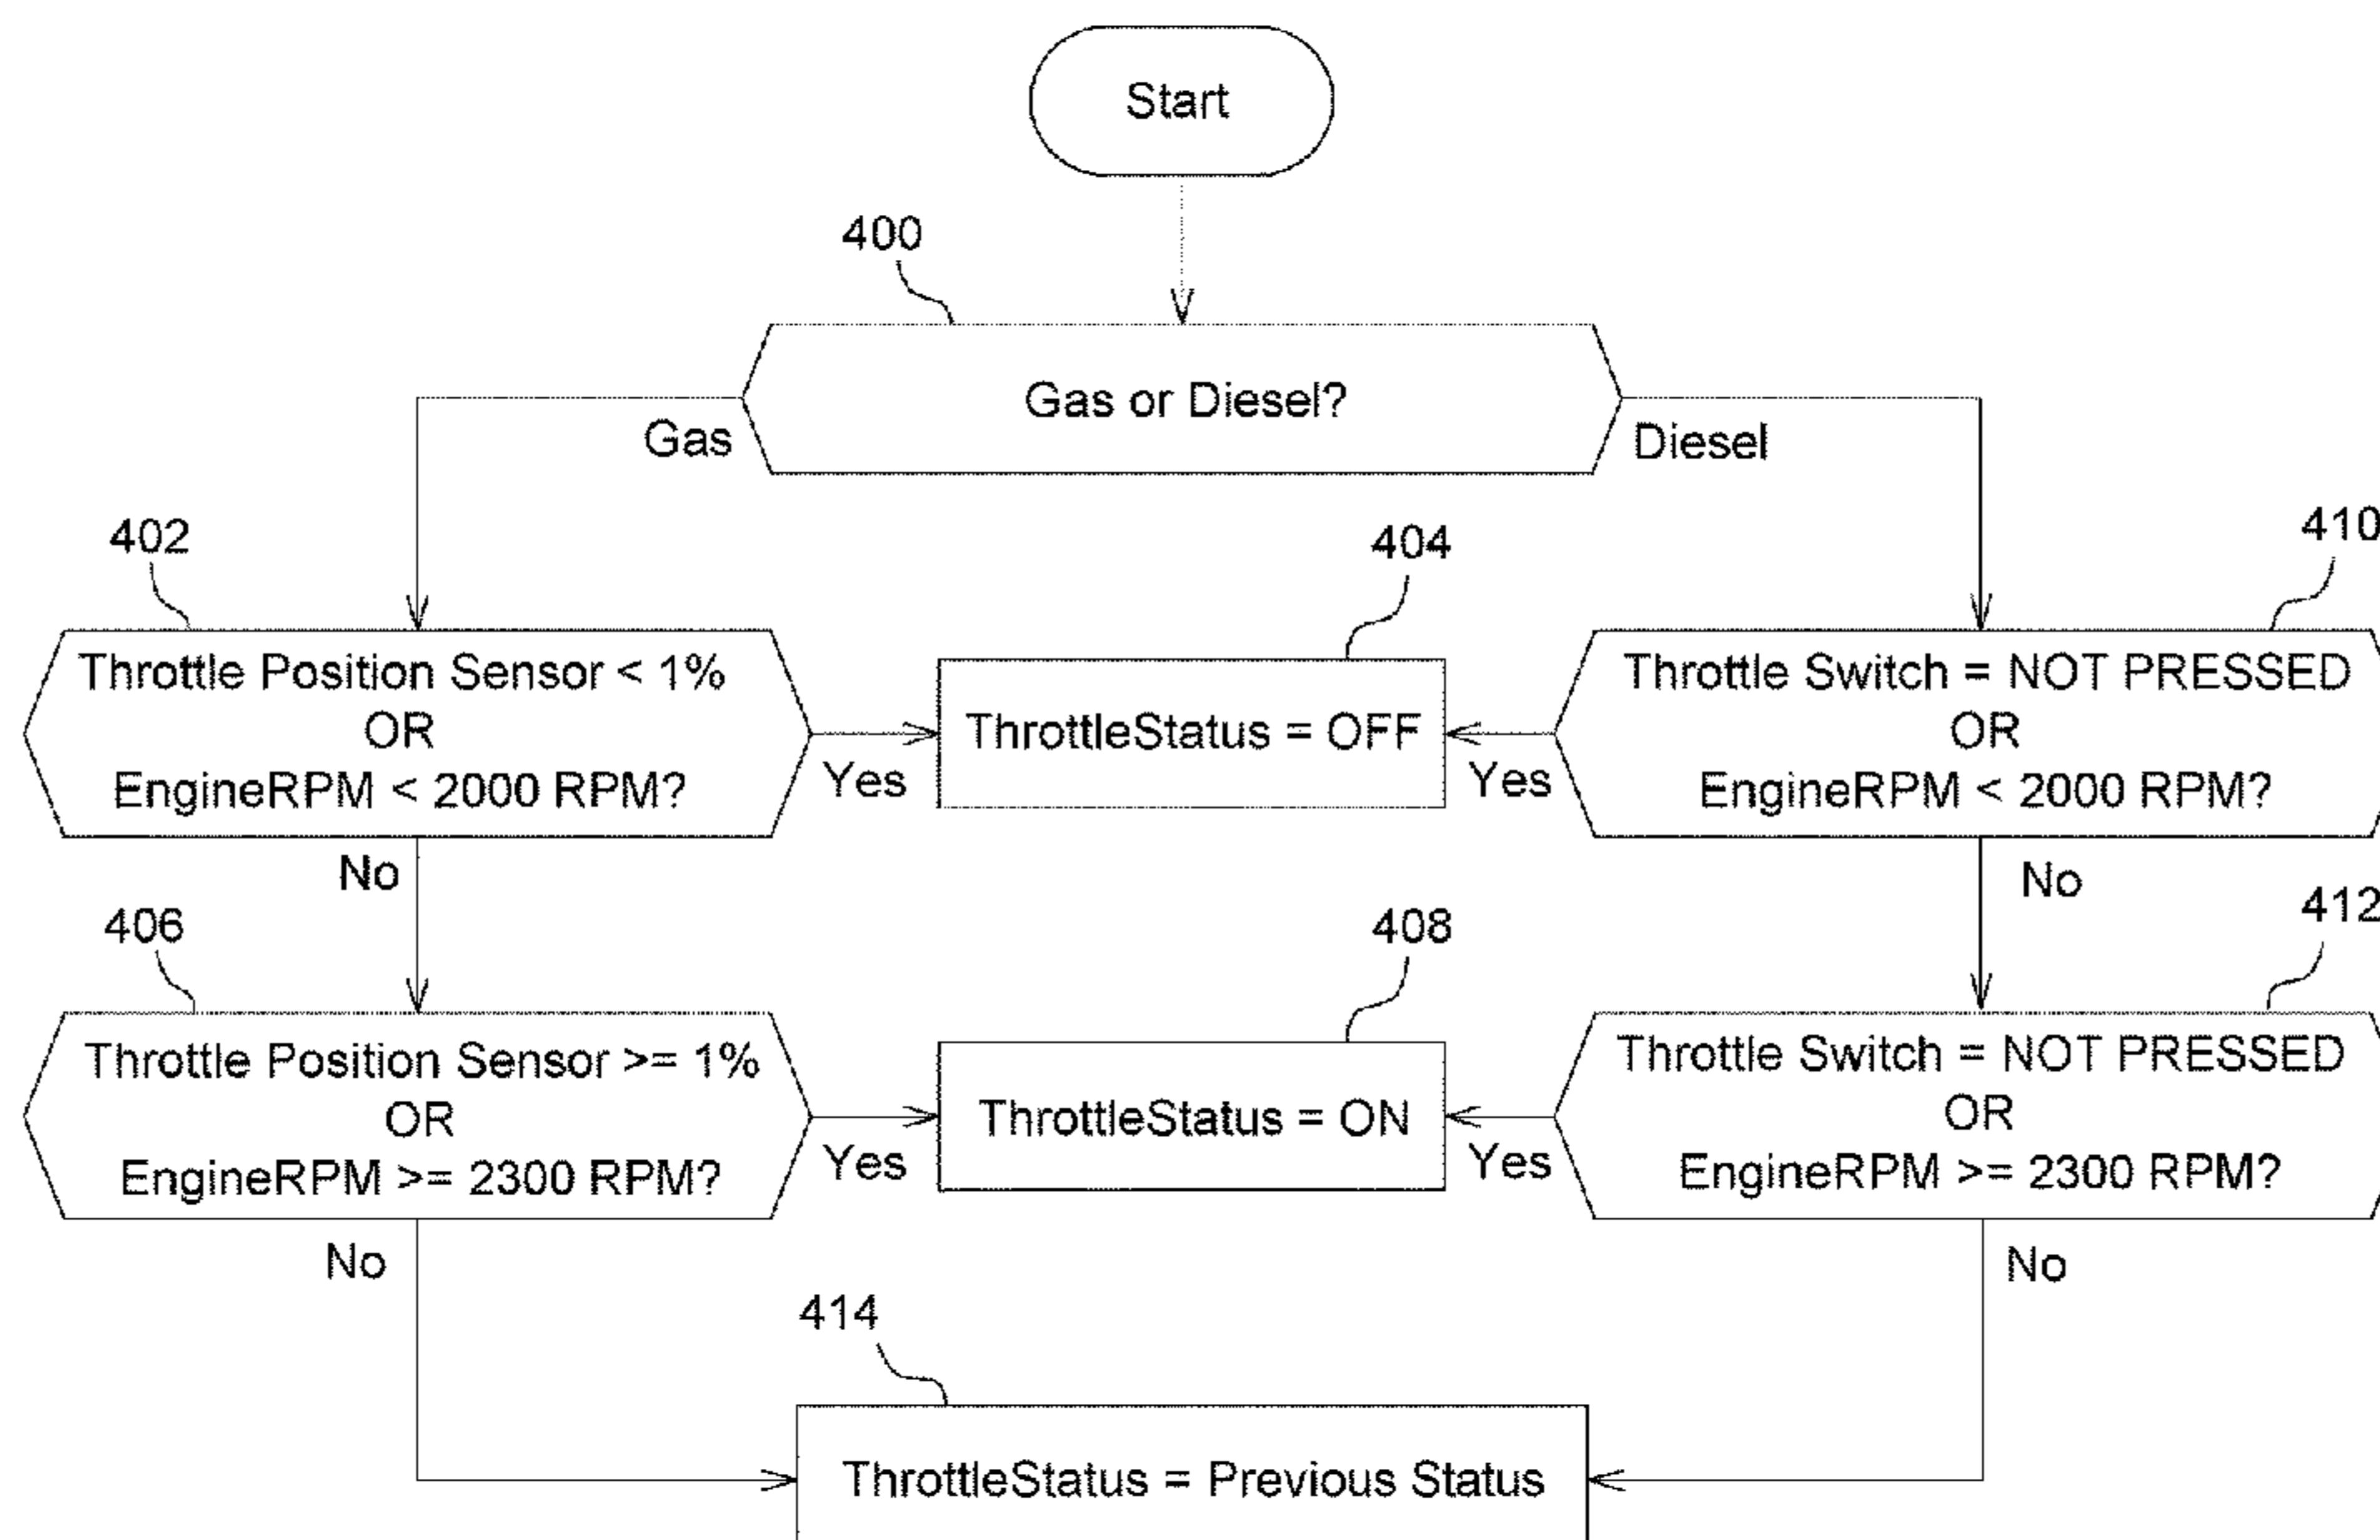 Start
400
Gas or Diesel?
Gas
Diesel
402
404
410
Throttle Position Sensor < 1%
OR
EngineRPM < 2000 RPM?
Yes
ThrottleStatus = OFF
Yes
Throttle Switch = NOT PRESSED
OR
EngineRPM < 2000 RPM?
No
No
406
408
412
Throttle Position Sensor >= 1%
OR
EngineRPM >= 2300 RPM?
Yes
ThrottleStatus = ON
Yes
Throttle Switch = NOT PRESSED
OR
EngineRPM >= 2300 RPM?
No
No
414
ThrottleStatus = Previous Status